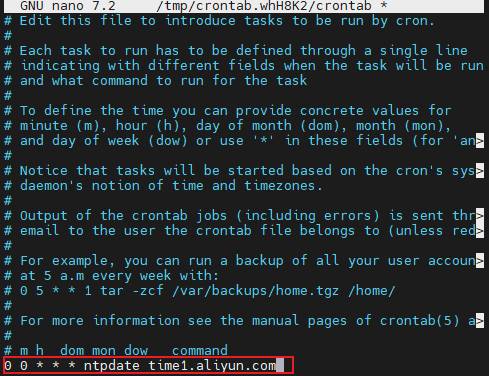 GNU nano 7.2 /tmp/crontab.whH8K2/crontab *
# Edit this file to introduce tasks to be run by cron.
#
# Each task to run has to be defined through a single line
# indicating with different fields when the task will be run
# and what command to run for the task
#
# To define the time you can provide concrete values for
# minute (m), hour (h), day of month (dom), month (mon),
# and day of week (dow) or use '*' in these fields (for 'an>
#
# Notice that tasks will be started based on the cron's sys>
# daemon's notion of time and timezones.
#
# Output of the crontab jobs (including errors) is sent thr>
# email to the user the crontab file belongs to (unless red>
#
# For example, you can run a backup of all your user accoun>
# at 5 a.m every week with:
# 0 5 * * 1 tar -zcf /var/backups/home.tgz /home/
#
# For more information see the manual pages of crontab(5) a>
#
# m h  dom mon dow   command
0 0 * * * ntpdate time1.aliyun.com